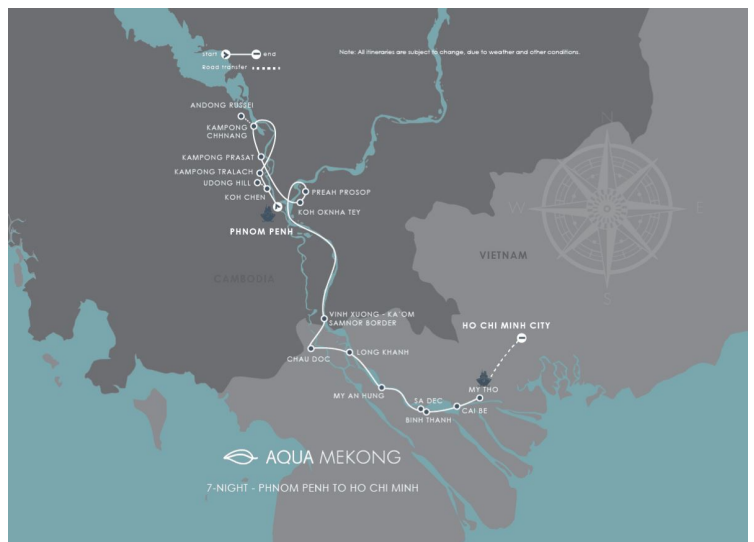 start
end
Road transfer
Note: All itineraries are subject to change, due to weather and other conditions.
ANDONG RUSSEI
KAMPONG
CHHNANG
KAMPONG PRASAT
KAMPONG TRALACH
UDONG HILL
KOH CHEN
PREAH PROSOP
KOH OKNHA TEY
PHNOM PENH
N
W
E
S
VIETNAM
CAMBODIA
VINH XUONG - KA'OM
SAMNOR BORDER
HO CHI MINH CITY
CHAU DOC
LONG KHANH
MY AN HUNG
MY THO
SA DEC
CAI BE
BINH THANH
AQUA MEKONG
7-NIGHT - PHNOM PENH TO HO CHI MINH